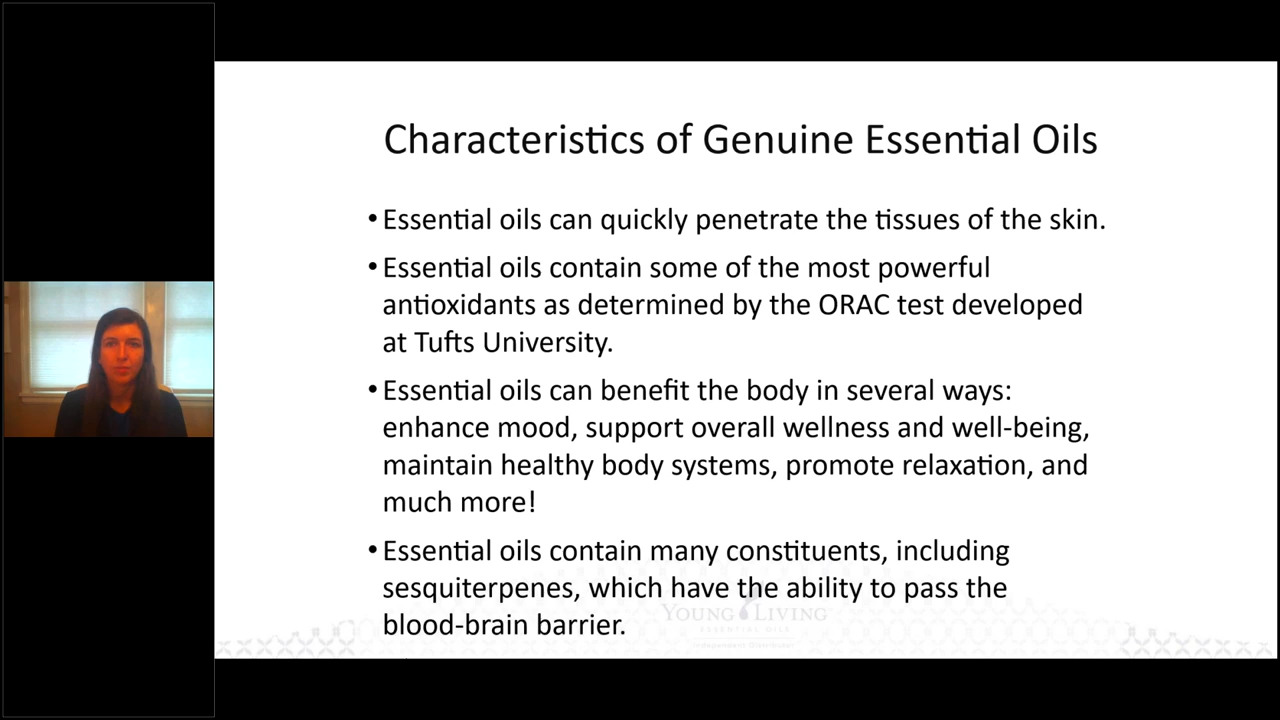 Characteristics of Genuine Essential Oils
•Essential oils can quickly penetrate the tissues of the skin.
•Essential oils contain some of the most powerful
antioxidants as determined by the ORAC test developed
at Tufts University.
•Essential oils can benefit the body in several ways:
enhance mood, support overall wellness and well-being,
maintain healthy body systems, promote relaxation, and
much more!
•Essential oils contain many constituents, including
sesquiterpenes, which have the ability to pass the
blood-brain barrier.
YOUNG LIVING
ESSENTIAL OILS